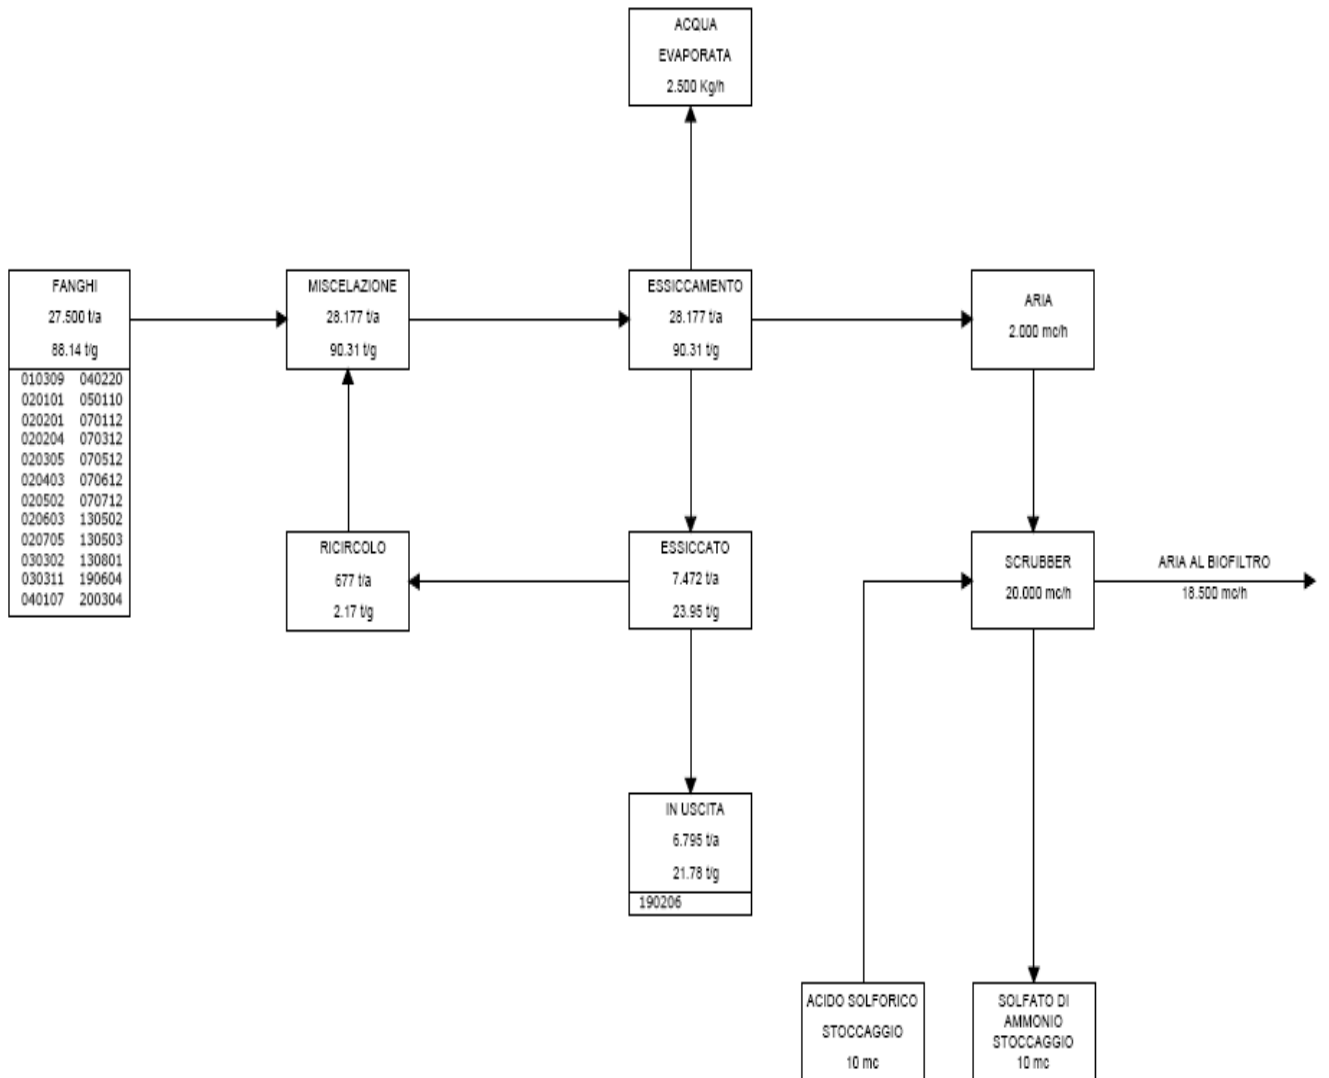 ACQUA
EVAPORATA
2.500 Kg/h
FANGHI
27.500 t/a
88.14 t/g
010309 040220
020101 050110
020201 070112
020204 070312
020305 070512
020403 070612
020502 070712
020603 130502
020705 130503
030302 130801
030311 190604
040107 200304
MISCELAZIONE
28.177 t/a
90.31 t/g
ESSICCAMENTO
28.177 t/a
90.31 t/g
ARIA
2.000 mc/h
RICIRCOLO
677 t/a
2.17 t/g
ESSICCATO
7.472 t/a
23.95 t/g
SCRUBBER
20.000 mc/h
ARIA AL BIOFILTRO
18.500 mc/h
IN USCITA
6.795 t/a
21.78 t/g
190206
ACIDO SOLFORICO
STOCCAGGIO
10 mc
SOLFATO DI
AMMONIO
STOCCAGGIO
10 mc